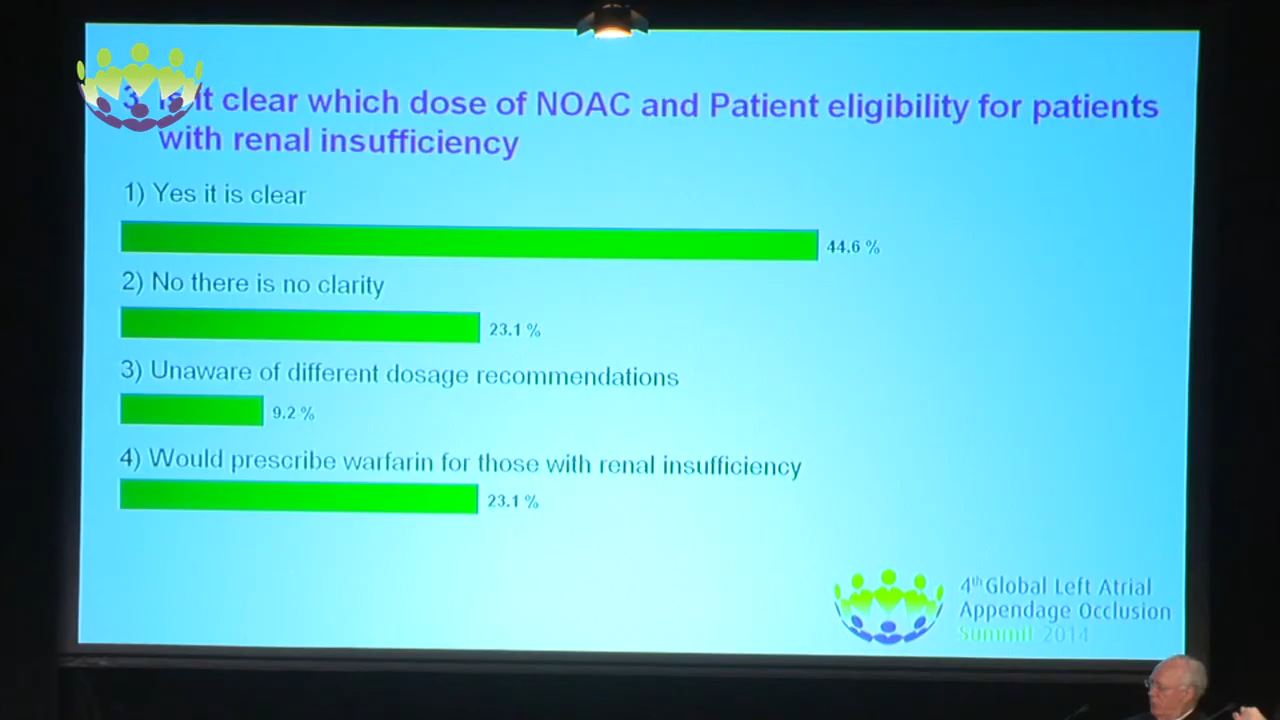 3. Is it clear which dose of NOAC and Patient eligibility for patients
with renal insufficiency
1) Yes it is clear
44.6 %
2) No there is no clarity
23.1 %
3) Unaware of different dosage recommendations
9.2 %
4) Would prescribe warfarin for those with renal insufficiency
23.1 %
4th Global Left Atrial
Appendage Occlusion
Summit 2014